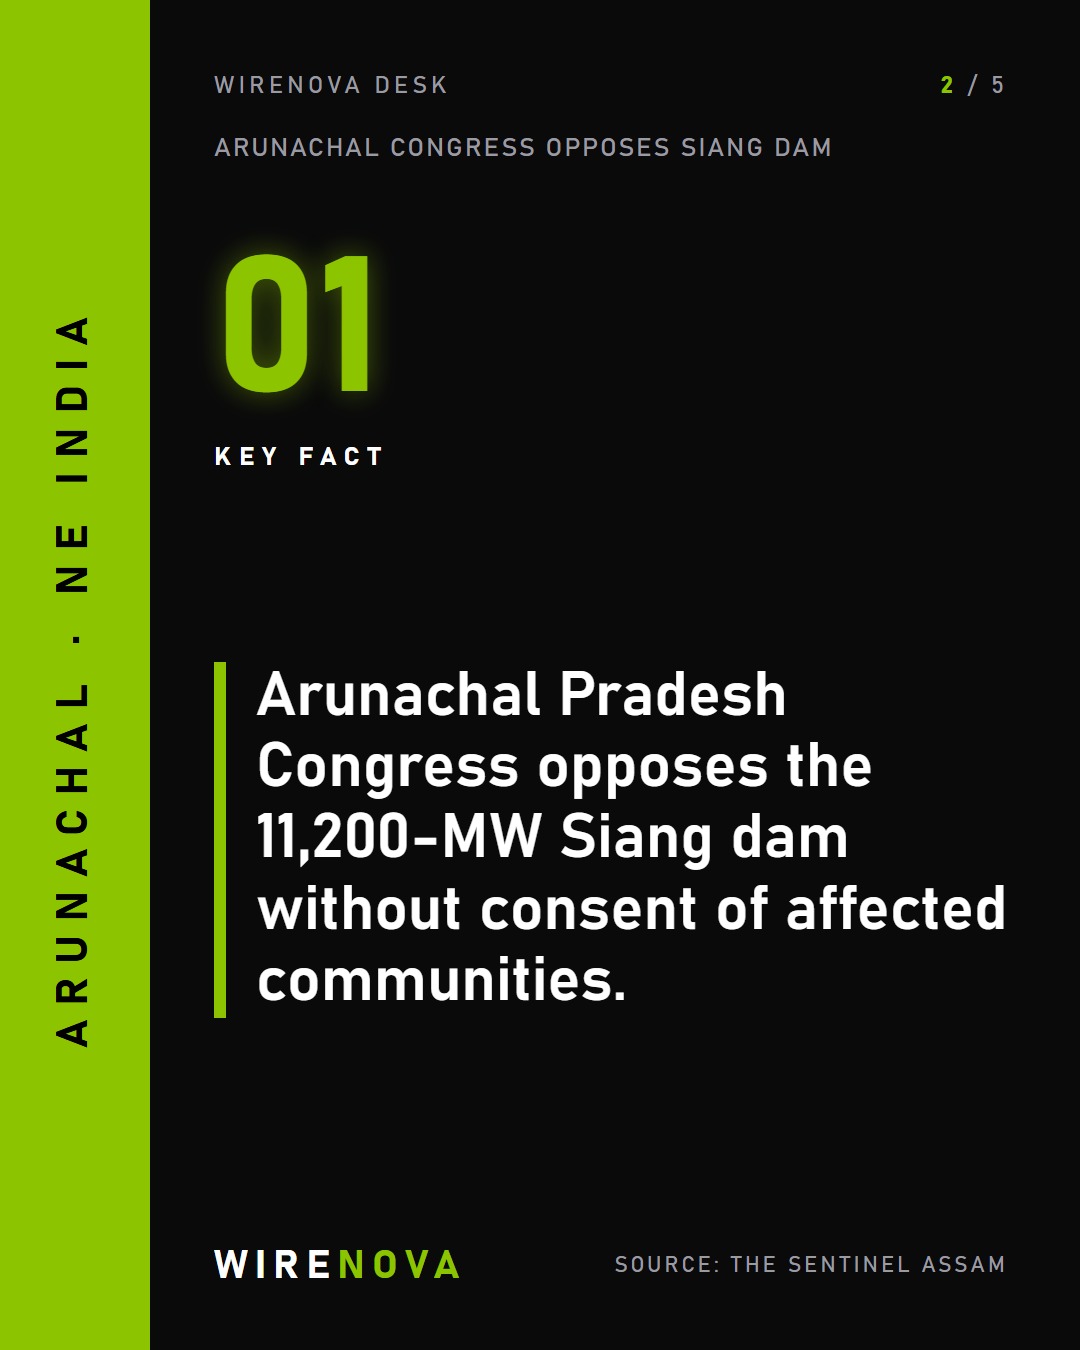 ARUNACHAL · NE INDIA
WIRENOVA DESK
2 / 5
ARUNACHAL CONGRESS OPPOSES SIANG DAM
01
KEY FACT
Arunachal Pradesh
Congress opposes the
11,200-MW Siang dam
without consent of affected
communities.
WIRENOVA
SOURCE: THE SENTINEL ASSAM